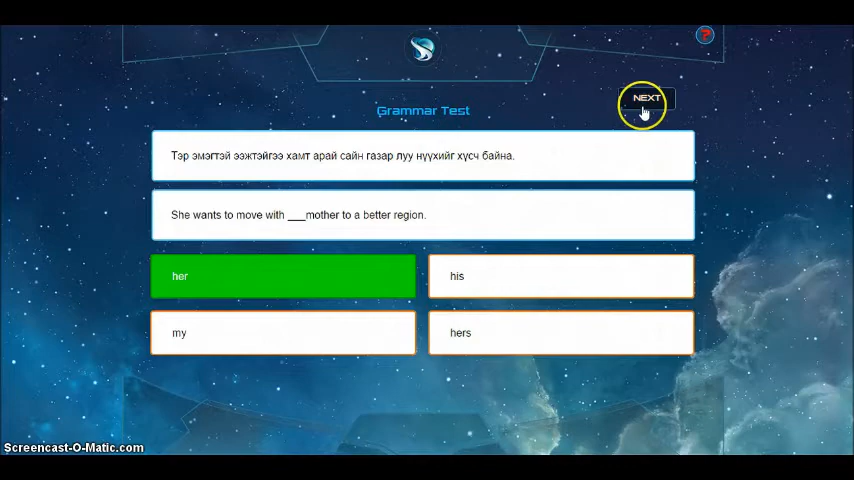 ?
NEXT
Grammar Test
Тэр эмэгтэй ээжтэйгээ хамт арай сайн газар луу нүүхийг хүсч байна.
She wants to move with ___mother to a better region.
her
his
my
hers
Screencast-O-Matic.com